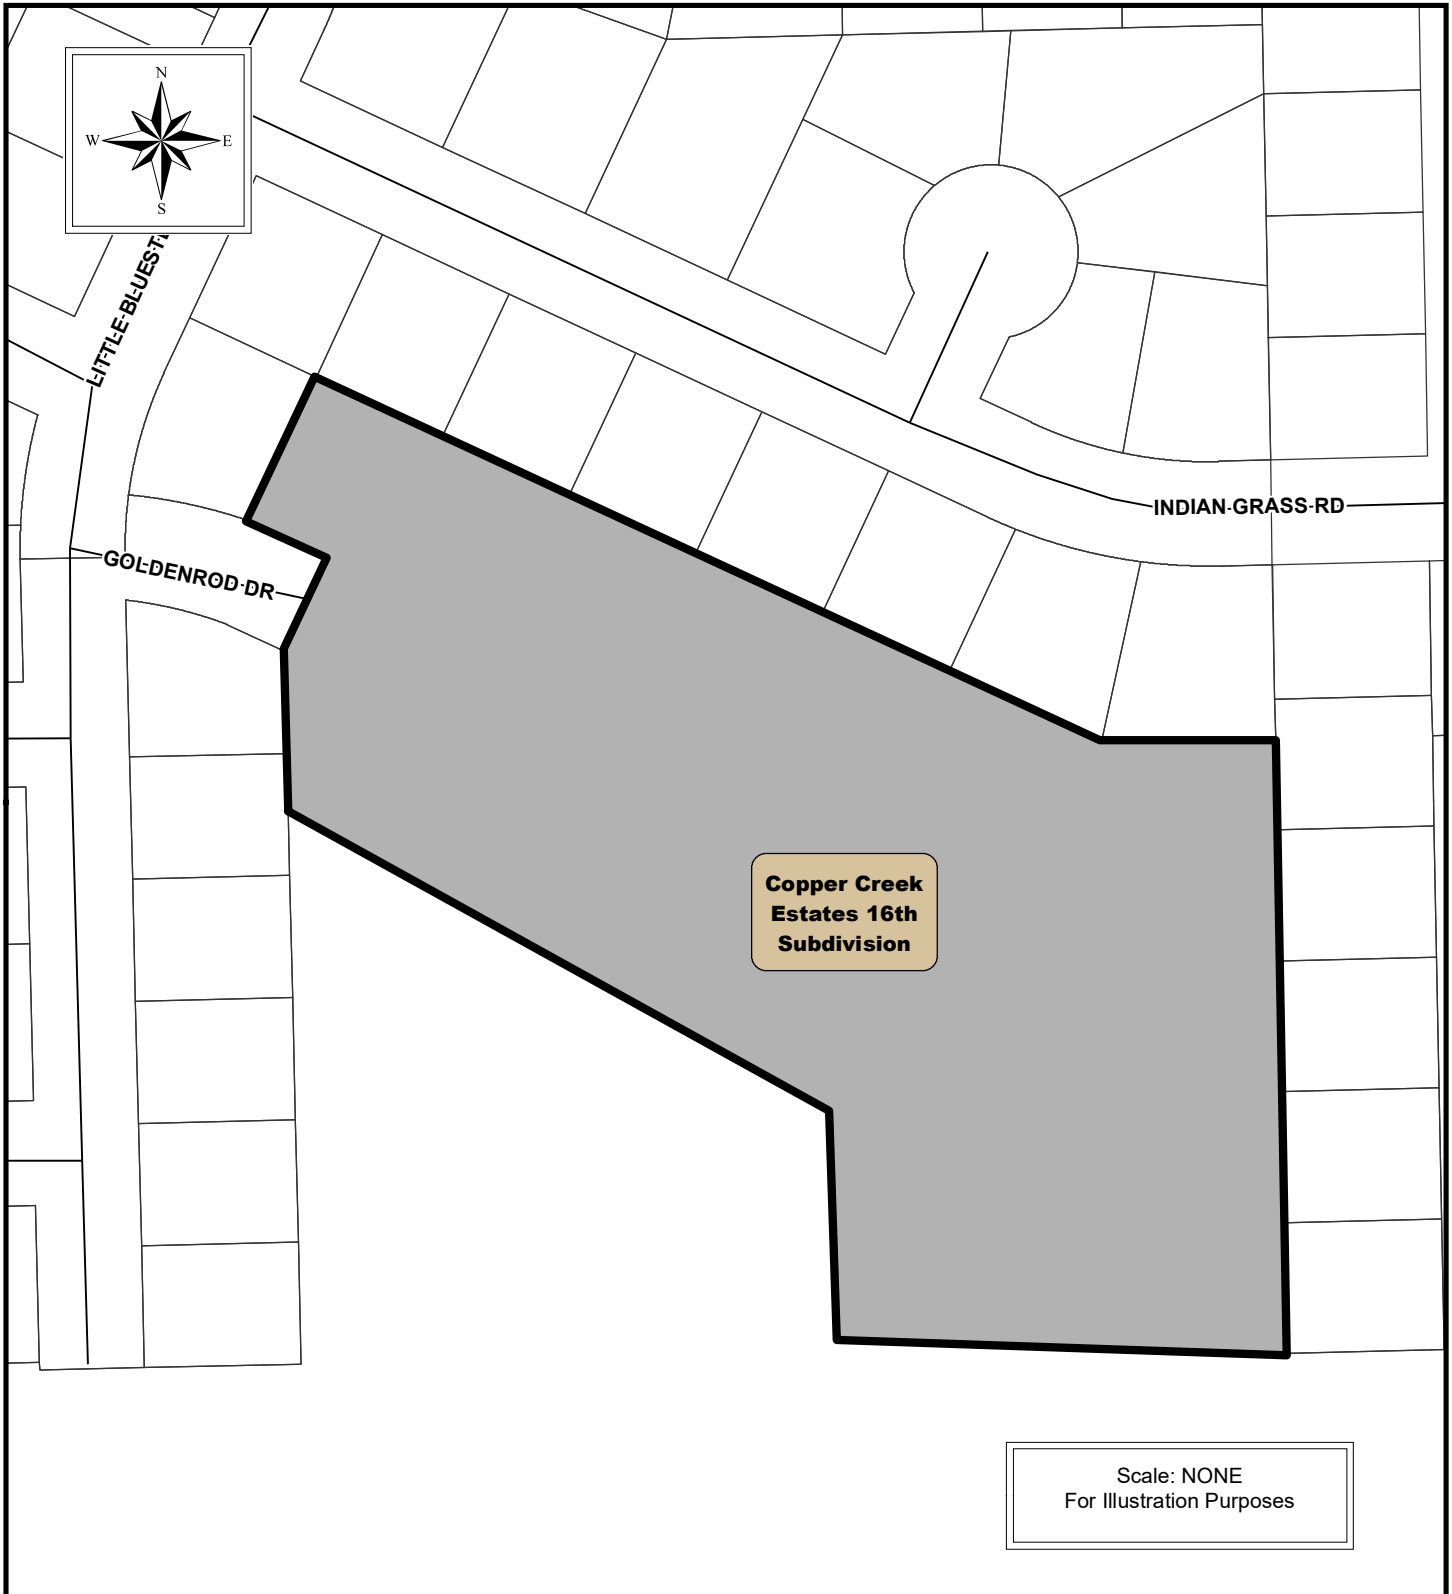 N
W E
S
LITTLE BLUEST
INDIAN GRASS RD
GOLDENROD DR
Copper Creek
Estates 16th
Subdivision
Scale: NONE
For Illustration Purposes